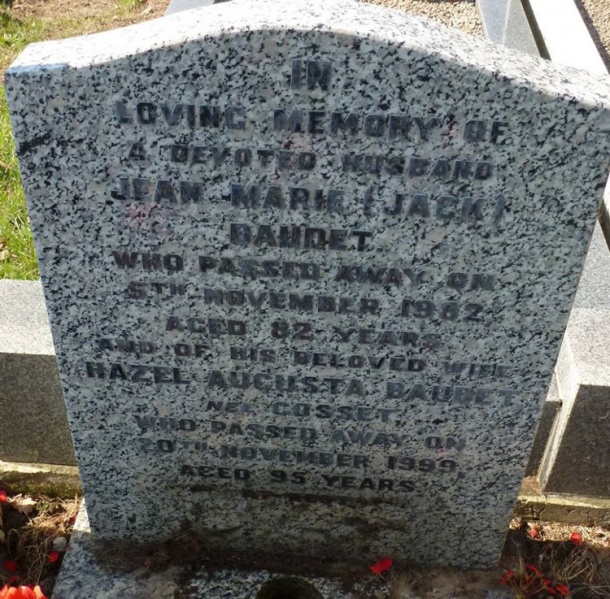 IN
LOVING MEMORY OF
A DEVOTED HUSBAND
JEAN MARIE (JACK)
BAUDET
WHO PASSED AWAY ON
5TH NOVEMBER 1982
AGED 82 YEARS
AND OF HIS BELOVED WIFE
HAZEL AUGUSTA BAUDET
NEE GOSSET
WHO PASSED AWAY ON
20TH NOVEMBER 1999
AGED 95 YEARS